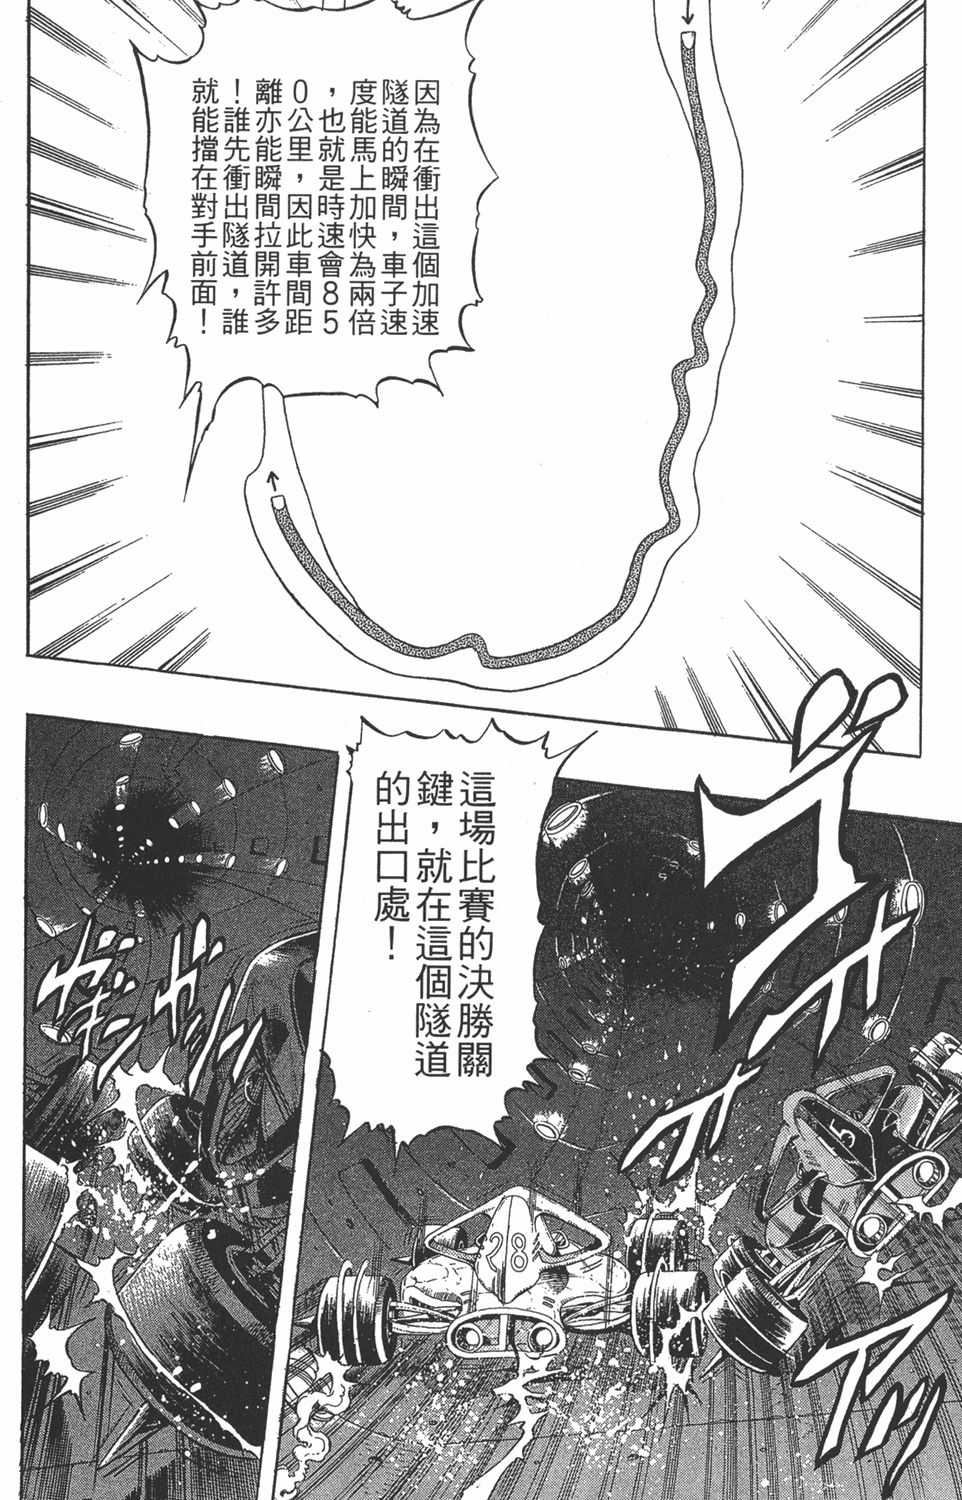 因為在衝出這個加速
隧道的瞬間，車子速
度能馬上加快為兩倍
，也就是時速會85
0公里，因此車間距
離亦能瞬間拉開許多
！誰先衝出隧道，誰
就能擋在對手前面！
這場比賽的決勝關
鍵，就在這個隧道
的出口處！
28
5